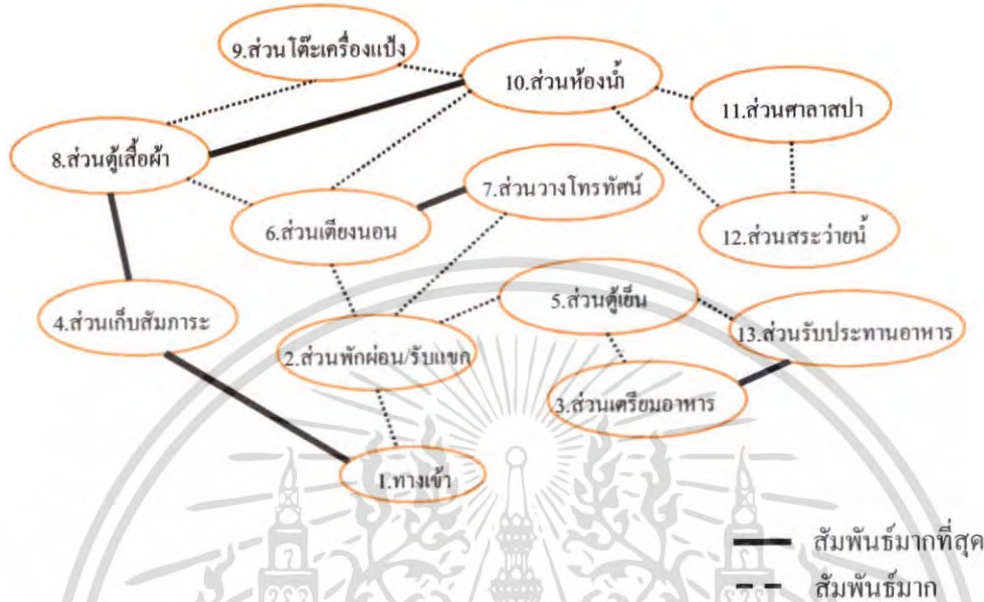 9.ส่วนโต๊ะเครื่องแป้ง
10.ส่วนห้องน้ำ
11.ส่วนศาลาสปา
8.ส่วนตู้เสื้อผ้า
7.ส่วนวางโทรทัศน์
6.ส่วนเตียงนอน
12.ส่วนสระว่ายน้ำ
5.ส่วนตู้เย็น
4.ส่วนเก็บสัมภาระ
13.ส่วนรับประทานอาหาร
2.ส่วนพักผ่อน/รับแขก
3.ส่วนเตรียมอาหาร
1.ทางเข้า
สัมพันธ์มากที่สุด
สัมพันธ์มาก